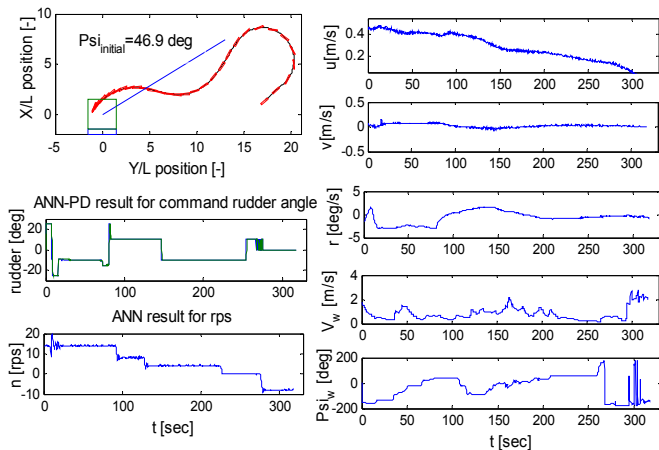 X/L position [-]
10
5
0
Psi initial=46.9 deg
-5 0 5 10 15 20
Y/L position [-]
ANN-PD result for command rudder angle
rudder [deg]
20
0
-20
0 100 200 300
ANN result for rps
n [rps]
20
10
0
-10
0 100 200 300
t [sec]
u[m/s]
0.4
0.2
0 50 100 150 200 250 300
v[m/s]
0.5
0
-0.5
0 50 100 150 200 250 300
r [deg/s]
5
0
-5
0 50 100 150 200 250 300
V_w [m/s]
4
2
0
0 50 100 150 200 250 300
Psi_w [deg]
200
0
-200
0 50 100 150 200 250 300
t [sec]